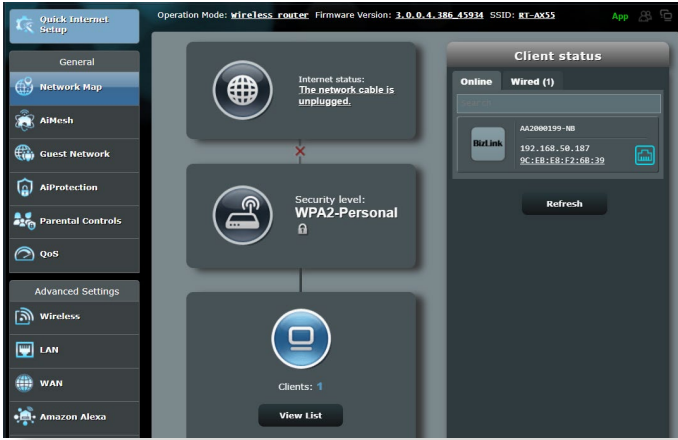 Quick Internet
Setup
Operation Mode: Wireless router Firmware Version: 3.0.0.4.386_45934 SSID: RT-AX55
App
General
Network Map
AiMesh
Guest Network
AiProtection
Parental Controls
QoS
Advanced Settings
Wireless
LAN
WAN
Amazon Alexa
Internet status:
The network cable is
unplugged.
Security level:
WPA2-Personal
Clients: 1
View List
Client status
Online Wired (1)
Search
BizLink
AA2000199-NB
192.168.50.187
9C:EB:E8:F2:6B:39
Refresh